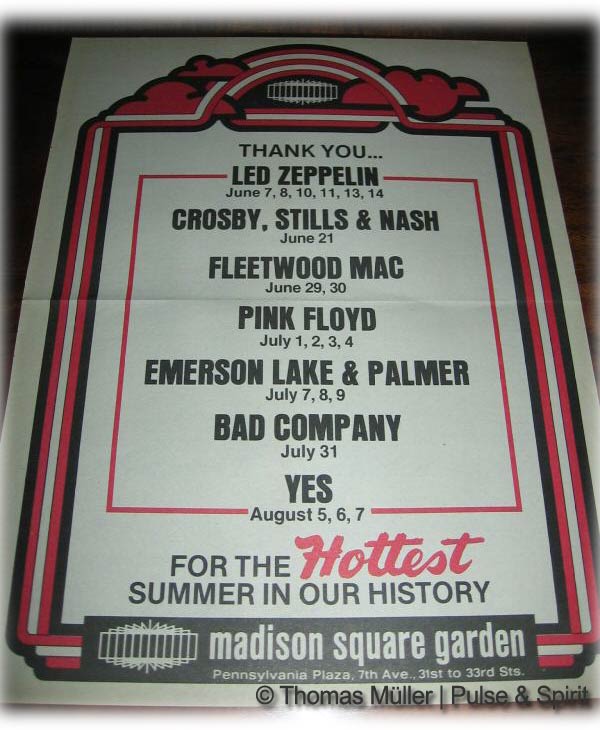 THANK YOU...
LED ZEPPELIN
June 7, 8, 10, 11, 13, 14
CROSBY, STILLS & NASH
June 21
FLEETWOOD MAC
June 29, 30
PINK FLOYD
July 1, 2, 3, 4
EMERSON LAKE & PALMER
July 7, 8, 9
BAD COMPANY
July 31
YES
August 5, 6, 7
FOR THE Hottest
SUMMER IN OUR HISTORY
madison square garden
Pennsylvania Plaza, 7th Ave., 31st to 33rd Sts.
© Thomas Müller | Pulse & Spirit